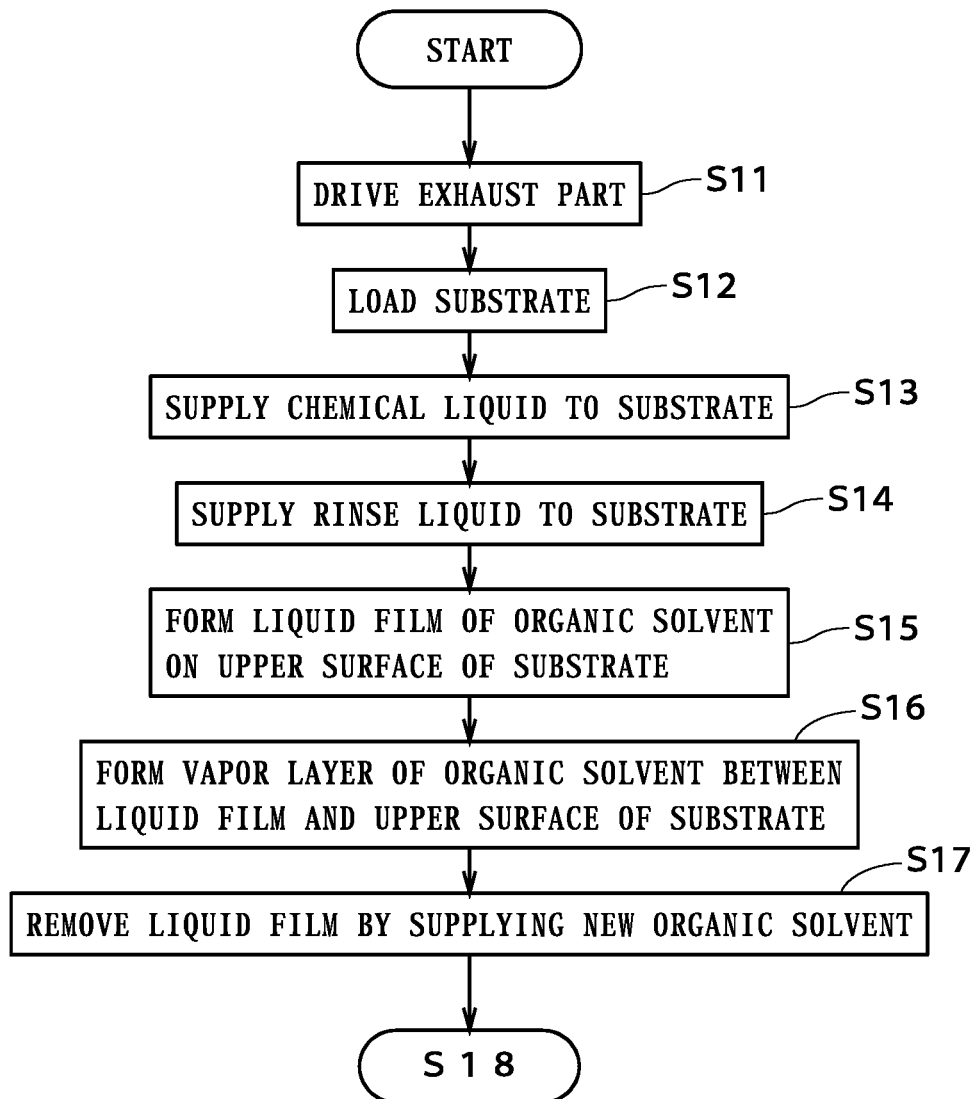 START
DRIVE EXHAUST PART
S11
LOAD SUBSTRATE
S12
SUPPLY CHEMICAL LIQUID TO SUBSTRATE
S13
SUPPLY RINSE LIQUID TO SUBSTRATE
S14
FORM LIQUID FILM OF ORGANIC SOLVENT
ON UPPER SURFACE OF SUBSTRATE
S15
S16
FORM VAPOR LAYER OF ORGANIC SOLVENT BETWEEN
LIQUID FILM AND UPPER SURFACE OF SUBSTRATE
S17
REMOVE LIQUID FILM BY SUPPLYING NEW ORGANIC SOLVENT
S 1 8